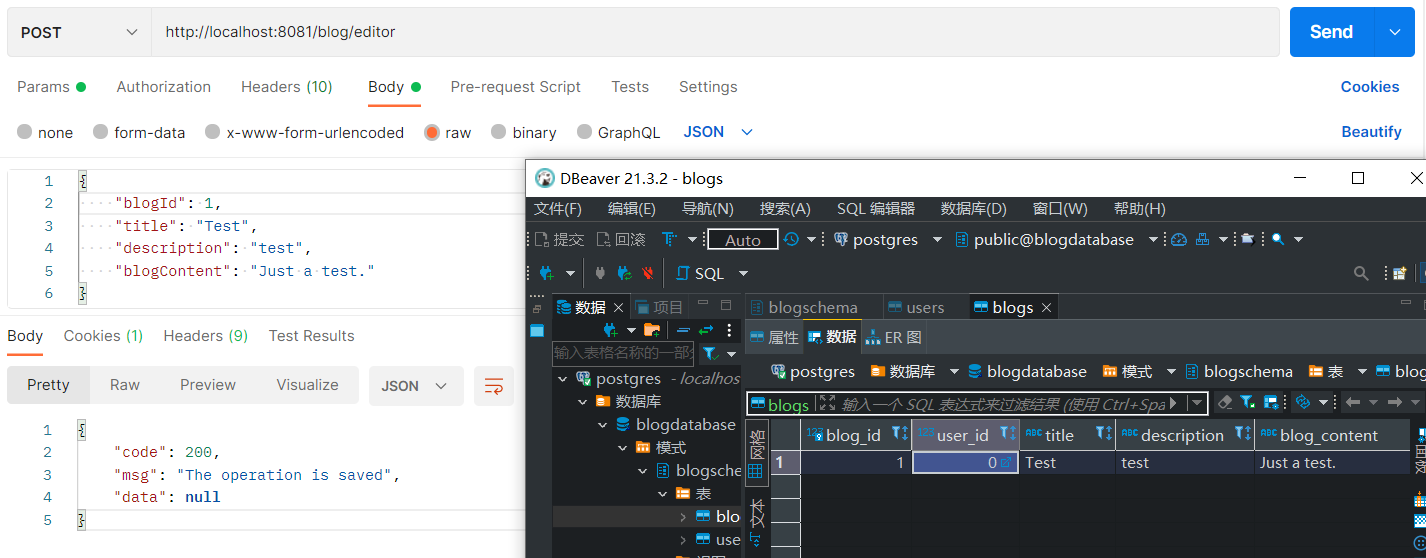 POST http://localhost:8081/blog/editor Send
Params Authorization Headers (10) Body Pre-request Script Tests Settings Cookies
none form-data x-www-form-urlencoded raw binary GraphQL JSON Beautify
1 {
2 "blogId": 1,
3 "title": "Test",
4 "description": "test",
5 "blogContent": "Just a test."
6 }
Body Cookies (1) Headers (9) Test Results
Pretty Raw Preview Visualize JSON
1 {
2 "code": 200,
3 "msg": "The operation is saved",
4 "data": null
5 }
DBeaver 21.3.2 - blogs
文件(F) 编辑(E) 导航(N) 搜索(A) SQL 编辑器 数据库(D) 窗口(W) 帮助(H)
提交 回滚 Auto postgres public@blogdatabase
SQL
数据 项目
输入表格名称的一部分
postgres - localhos
数据库
blogdatabase
模式
blogsche
表
blo
use
blogschema users blogs
属性 数据 ER 图
postgres 数据库 blogdatabase 模式 blogschema 表 blog
blogs 输入一个 SQL 表达式来过滤结果 (使用 Ctrl+Spa
网格
文本
blog_id user_id title description blog_content
1 1 0 Test test Just a test.